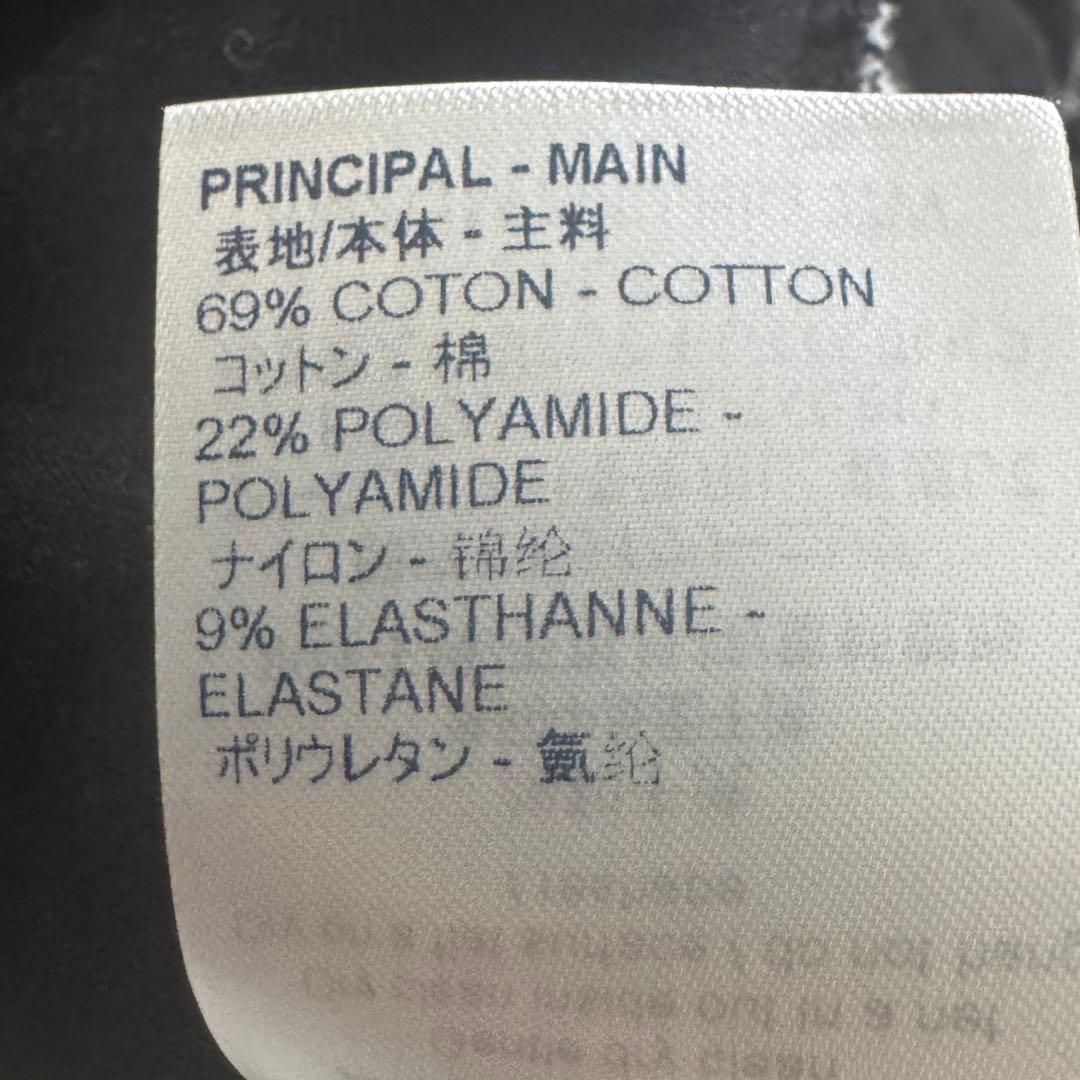 PRINCIPAL - MAIN
表地/本体 - 主料
69% COTON - COTTON
コットン - 棉
22% POLYAMIDE -
POLYAMIDE
ナイロン - 锦纶
9% ELASTHANNE -
ELASTANE
ポリウレタン - 氨纶